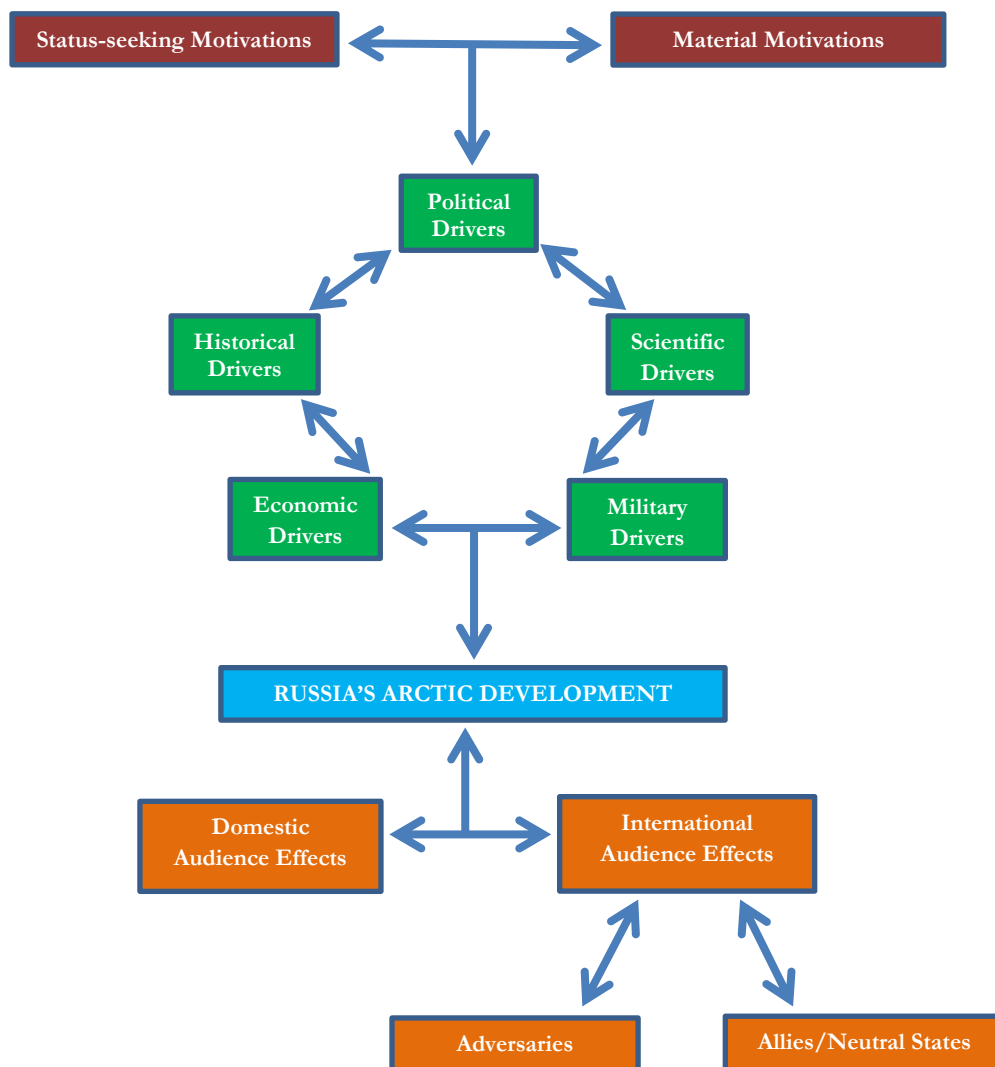 Status-seeking Motivations
Material Motivations
Political
Drivers
Historical
Drivers
Scientific
Drivers
Economic
Drivers
Military
Drivers
RUSSIA’S ARCTIC DEVELOPMENT
Domestic
Audience Effects
International
Audience Effects
Adversaries
Allies/Neutral States